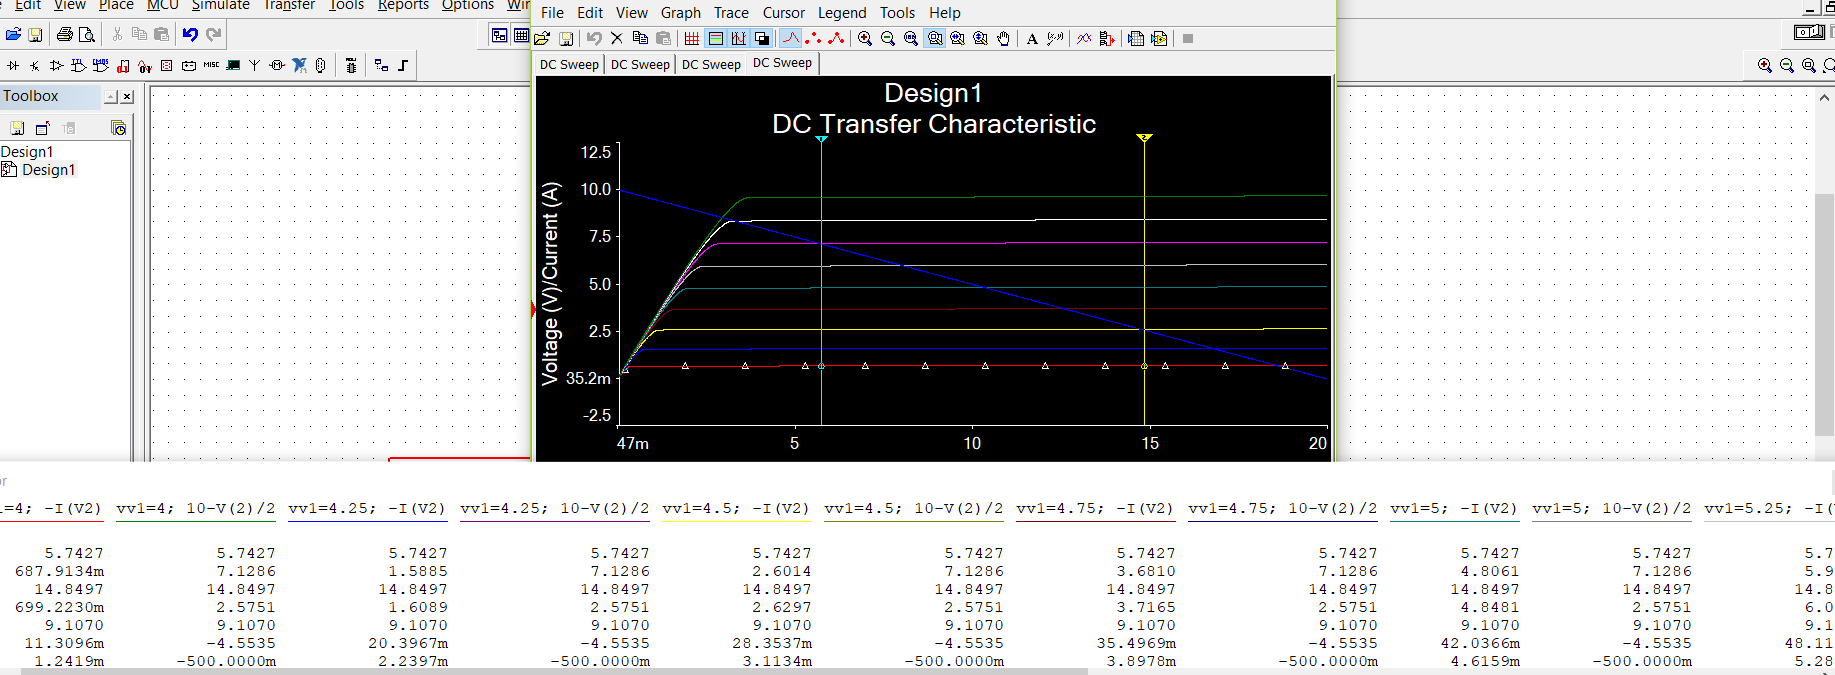 Edit View Place MCU Simulate Transfer Tools Reports Options
File Edit View Graph Trace Cursor Legend Tools Help
MISC
A
DC Sweep DC Sweep DC Sweep DC Sweep
Toolbox
Design1
Design1
Design1
DC Transfer Characteristic
Voltage (V)/Current (A)
12.5
10.0
7.5
5.0
2.5
35.2m
-2.5
47m 5 10 15 20
=4; -I(V2) vv1=4; 10-V(2)/2 vv1=4.25; -I(V2) vv1=4.25; 10-V(2)/2 vv1=4.5; -I(V2) vv1=4.5; 10-V(2)/2 vv1=4.75; -I(V2) vv1=4.75; 10-V(2)/2 vv1=5; -I(V2) vv1=5; 10-V(2)/2 vv1=5.25; -I(
5.7427 5.7427 5.7427 5.7427 5.7427 5.7427 5.7427 5.7427 5.7427 5.7427 5.7
687.9134m 7.1286 1.5885 7.1286 2.6014 7.1286 3.6810 7.1286 4.8061 7.1286 5.9
14.8497 14.8497 14.8497 14.8497 14.8497 14.8497 14.8497 14.8497 14.8497 14.8497 14.8
699.2230m 2.5751 1.6089 2.5751 2.6297 2.5751 3.7165 2.5751 4.8481 2.5751 6.0
9.1070 9.1070 9.1070 9.1070 9.1070 9.1070 9.1070 9.1070 9.1070 9.1070 9.1
11.3096m -4.5535 20.3967m -4.5535 28.3537m -4.5535 35.4969m -4.5535 42.0366m -4.5535 48.11
1.2419m -500.0000m 2.2397m -500.0000m 3.1134m -500.0000m 3.8978m -500.0000m 4.6159m -500.0000m 5.28